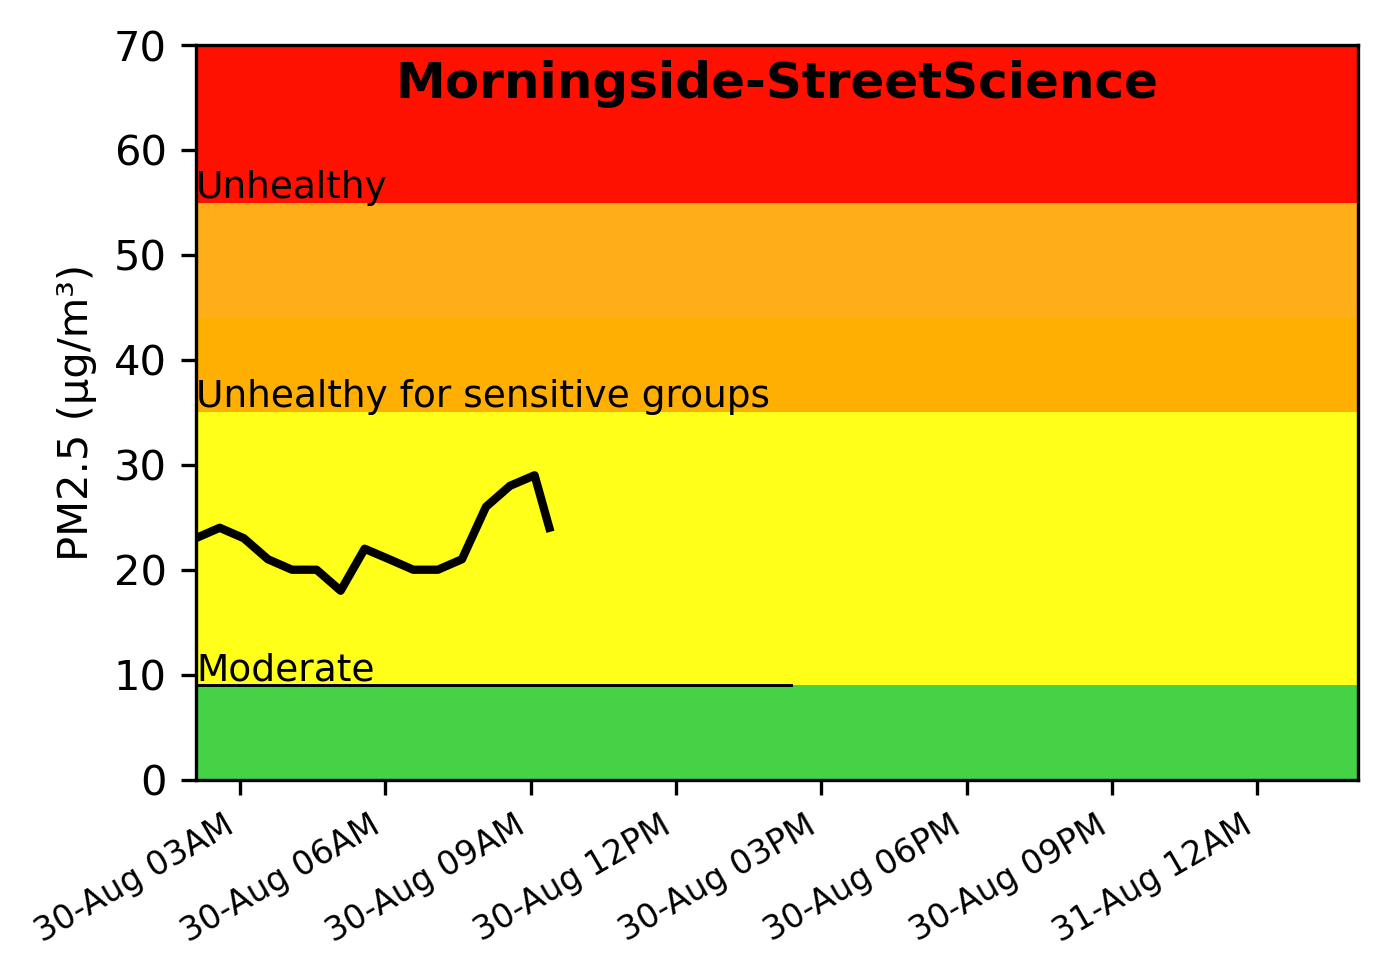 Morningside-StreetScience
PM2.5 (µg/m³)
70
60
50
40
30
20
10
0
Unhealthy
Unhealthy for sensitive groups
Moderate
30-Aug 03AM
30-Aug 06AM
30-Aug 09AM
30-Aug 12PM
30-Aug 03PM
30-Aug 06PM
30-Aug 09PM
31-Aug 12AM